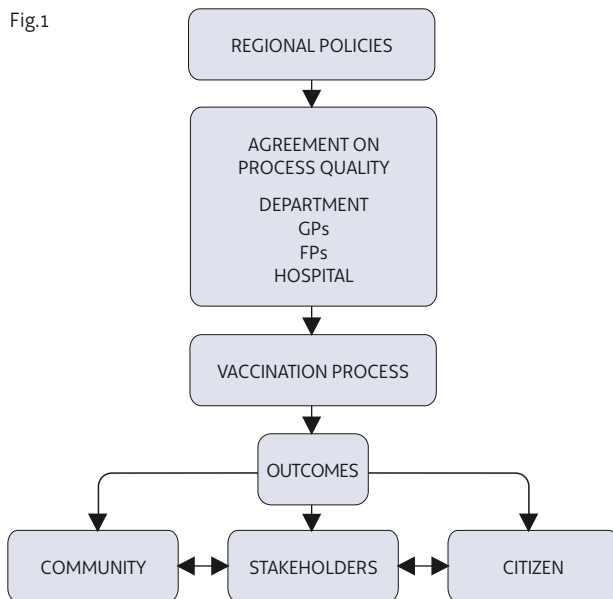 Fig.1
REGIONAL POLICIES
AGREEMENT ON
PROCESS QUALITY
DEPARTMENT
GPs
FPs
HOSPITAL
VACCINATION PROCESS
OUTCOMES
COMMUNITY
STAKEHOLDERS
CITIZEN